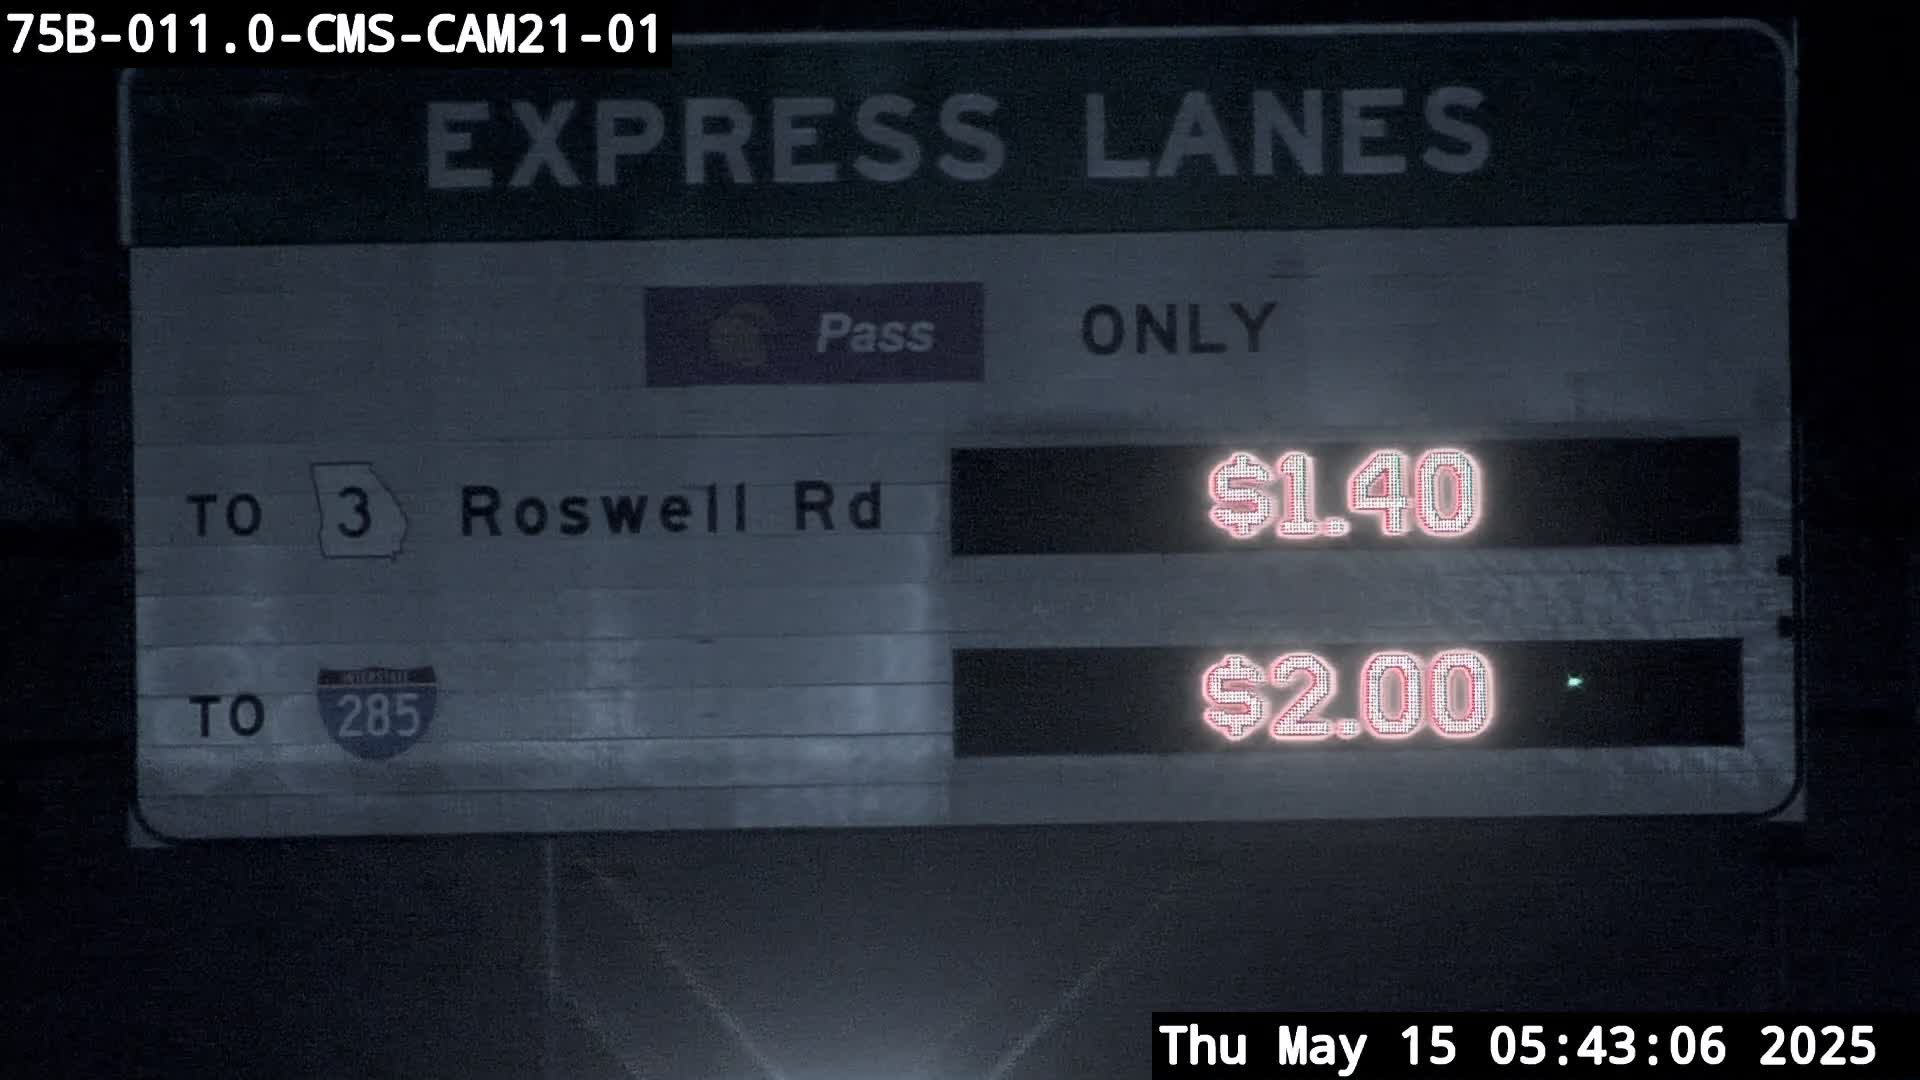 75B-011.0-CMS-CAM21-01
EXPRESS LANES
Pass ONLY
TO 3 Roswell Rd $1.40
TO INTERSTATE 285 $2.00
Thu May 15 05:43:06 2025